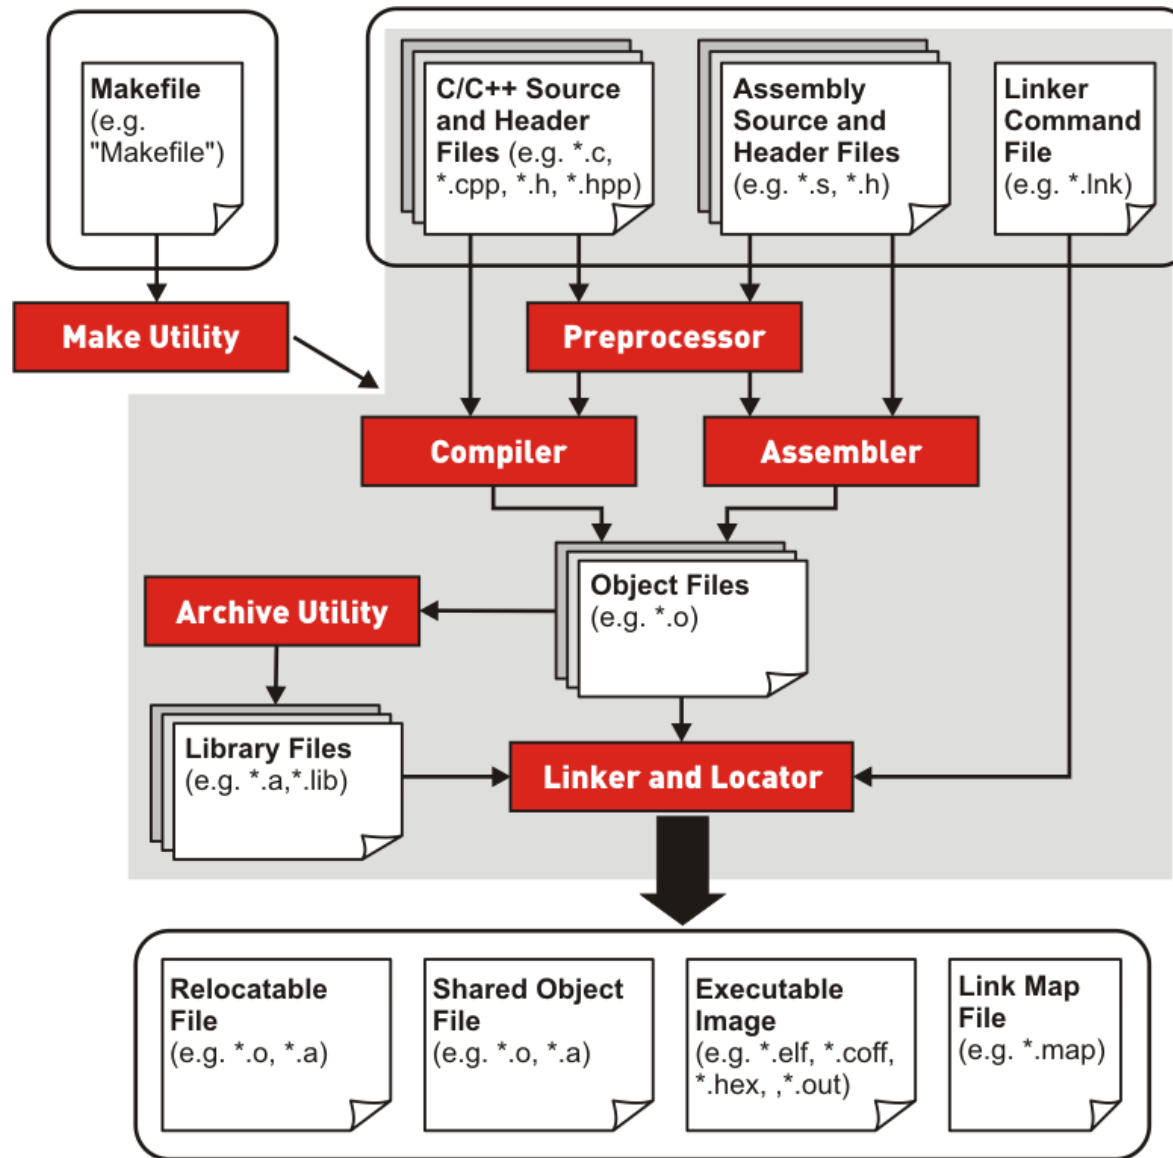 Makefile
(e.g.
"Makefile")
C/C++ Source
and Header
Files (e.g. *.c,
*.cpp, *.h, *.hpp)
Assembly
Source and
Header Files
(e.g. *.s, *.h)
Linker
Command
File
(e.g. *.lnk)
Make Utility
Preprocessor
Compiler
Assembler
Object Files
(e.g. *.o)
Archive Utility
Library Files
(e.g. *.a,*.lib)
Linker and Locator
Relocatable
File
(e.g. *.o, *.a)
Shared Object
File
(e.g. *.o, *.a)
Executable
Image
(e.g. *.elf, *.coff,
*.hex, ,*.out)
Link Map
File
(e.g. *.map)